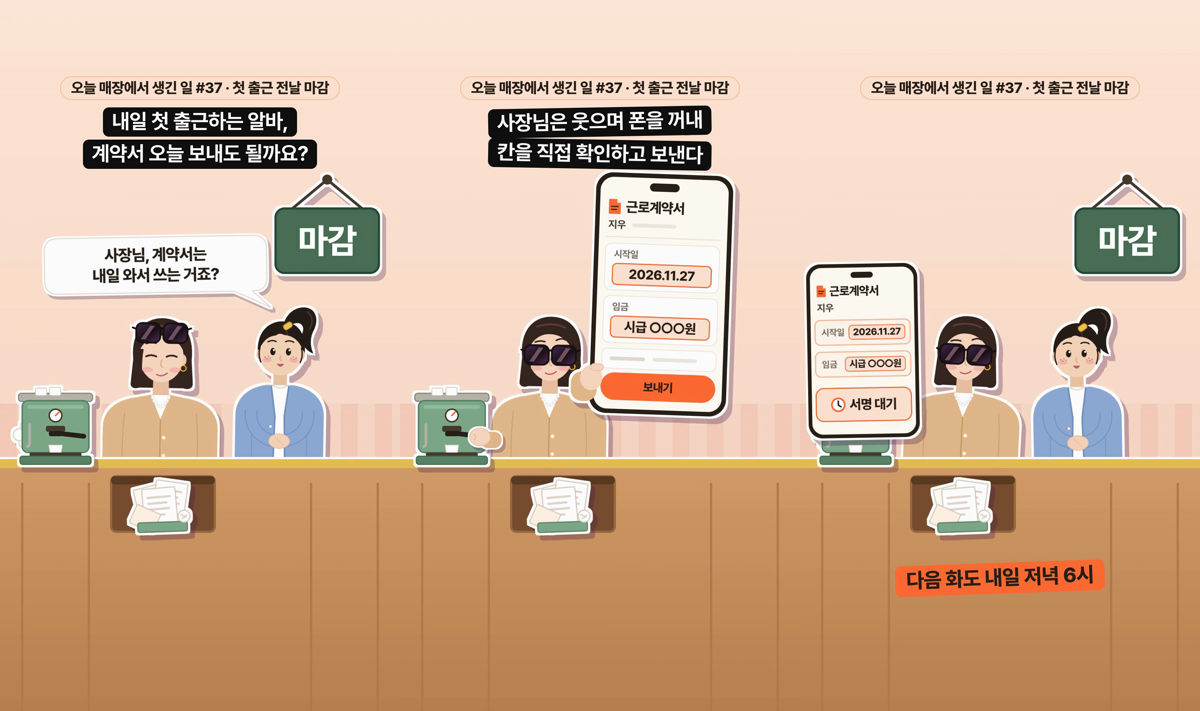 오늘 매장에서 생긴 일 #37 · 첫 출근 전날 마감
내일 첫 출근하는 알바,
계약서 오늘 보내도 될까요?
마감
사장님, 계약서는
내일 와서 쓰는 거죠?
오늘 매장에서 생긴 일 #37 · 첫 출근 전날 마감
사장님은 웃으며 폰을 꺼내
칸을 직접 확인하고 보낸다
근로계약서
지우
시작일
2026.11.27
임금
시급 〇〇〇원
보내기
오늘 매장에서 생긴 일 #37 · 첫 출근 전날 마감
마감
근로계약서
지우
시작일 2026.11.27
임금 시급 〇〇〇원
서명 대기
다음 화도 내일 저녁 6시